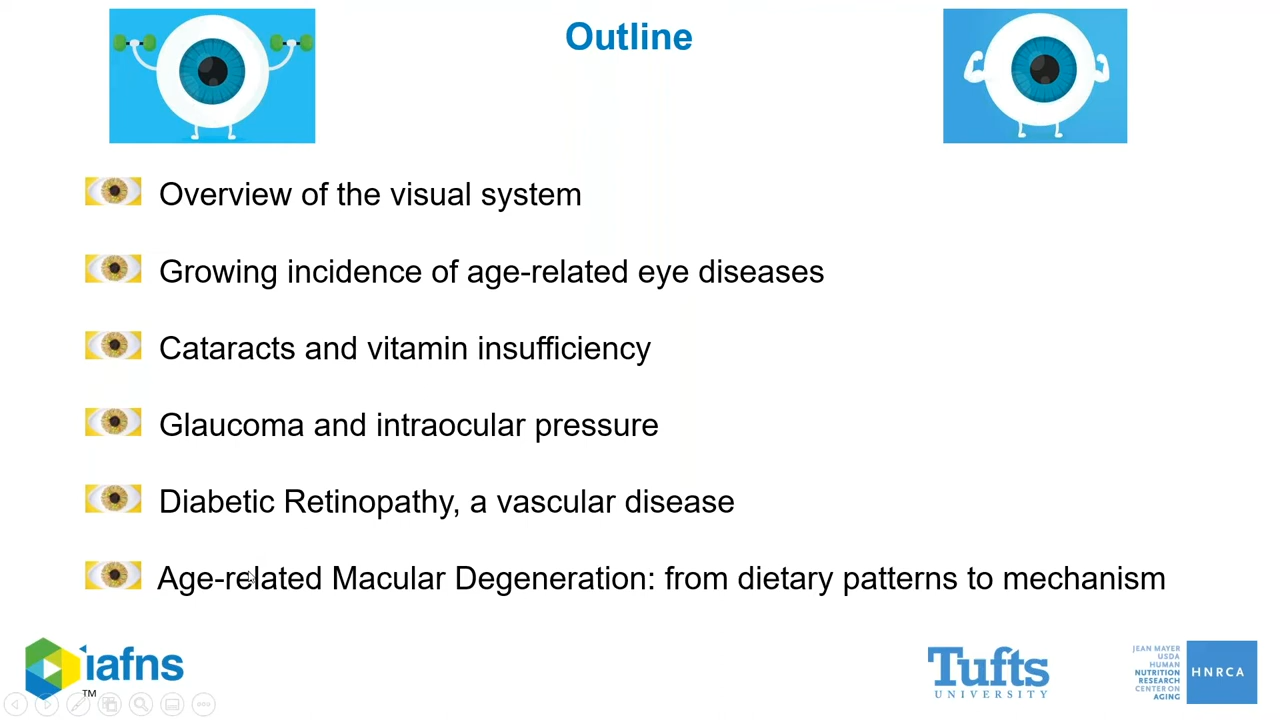 Outline
Overview of the visual system
Growing incidence of age-related eye diseases
Cataracts and vitamin insufficiency
Glaucoma and intraocular pressure
Diabetic Retinopathy, a vascular disease
Age-related Macular Degeneration: from dietary patterns to mechanism
iafns
TM
Tufts
UNIVERSITY
JEAN MAYER
USDA
HUMAN
NUTRITION
RESEARCH
CENTER ON
AGING
HNRCA